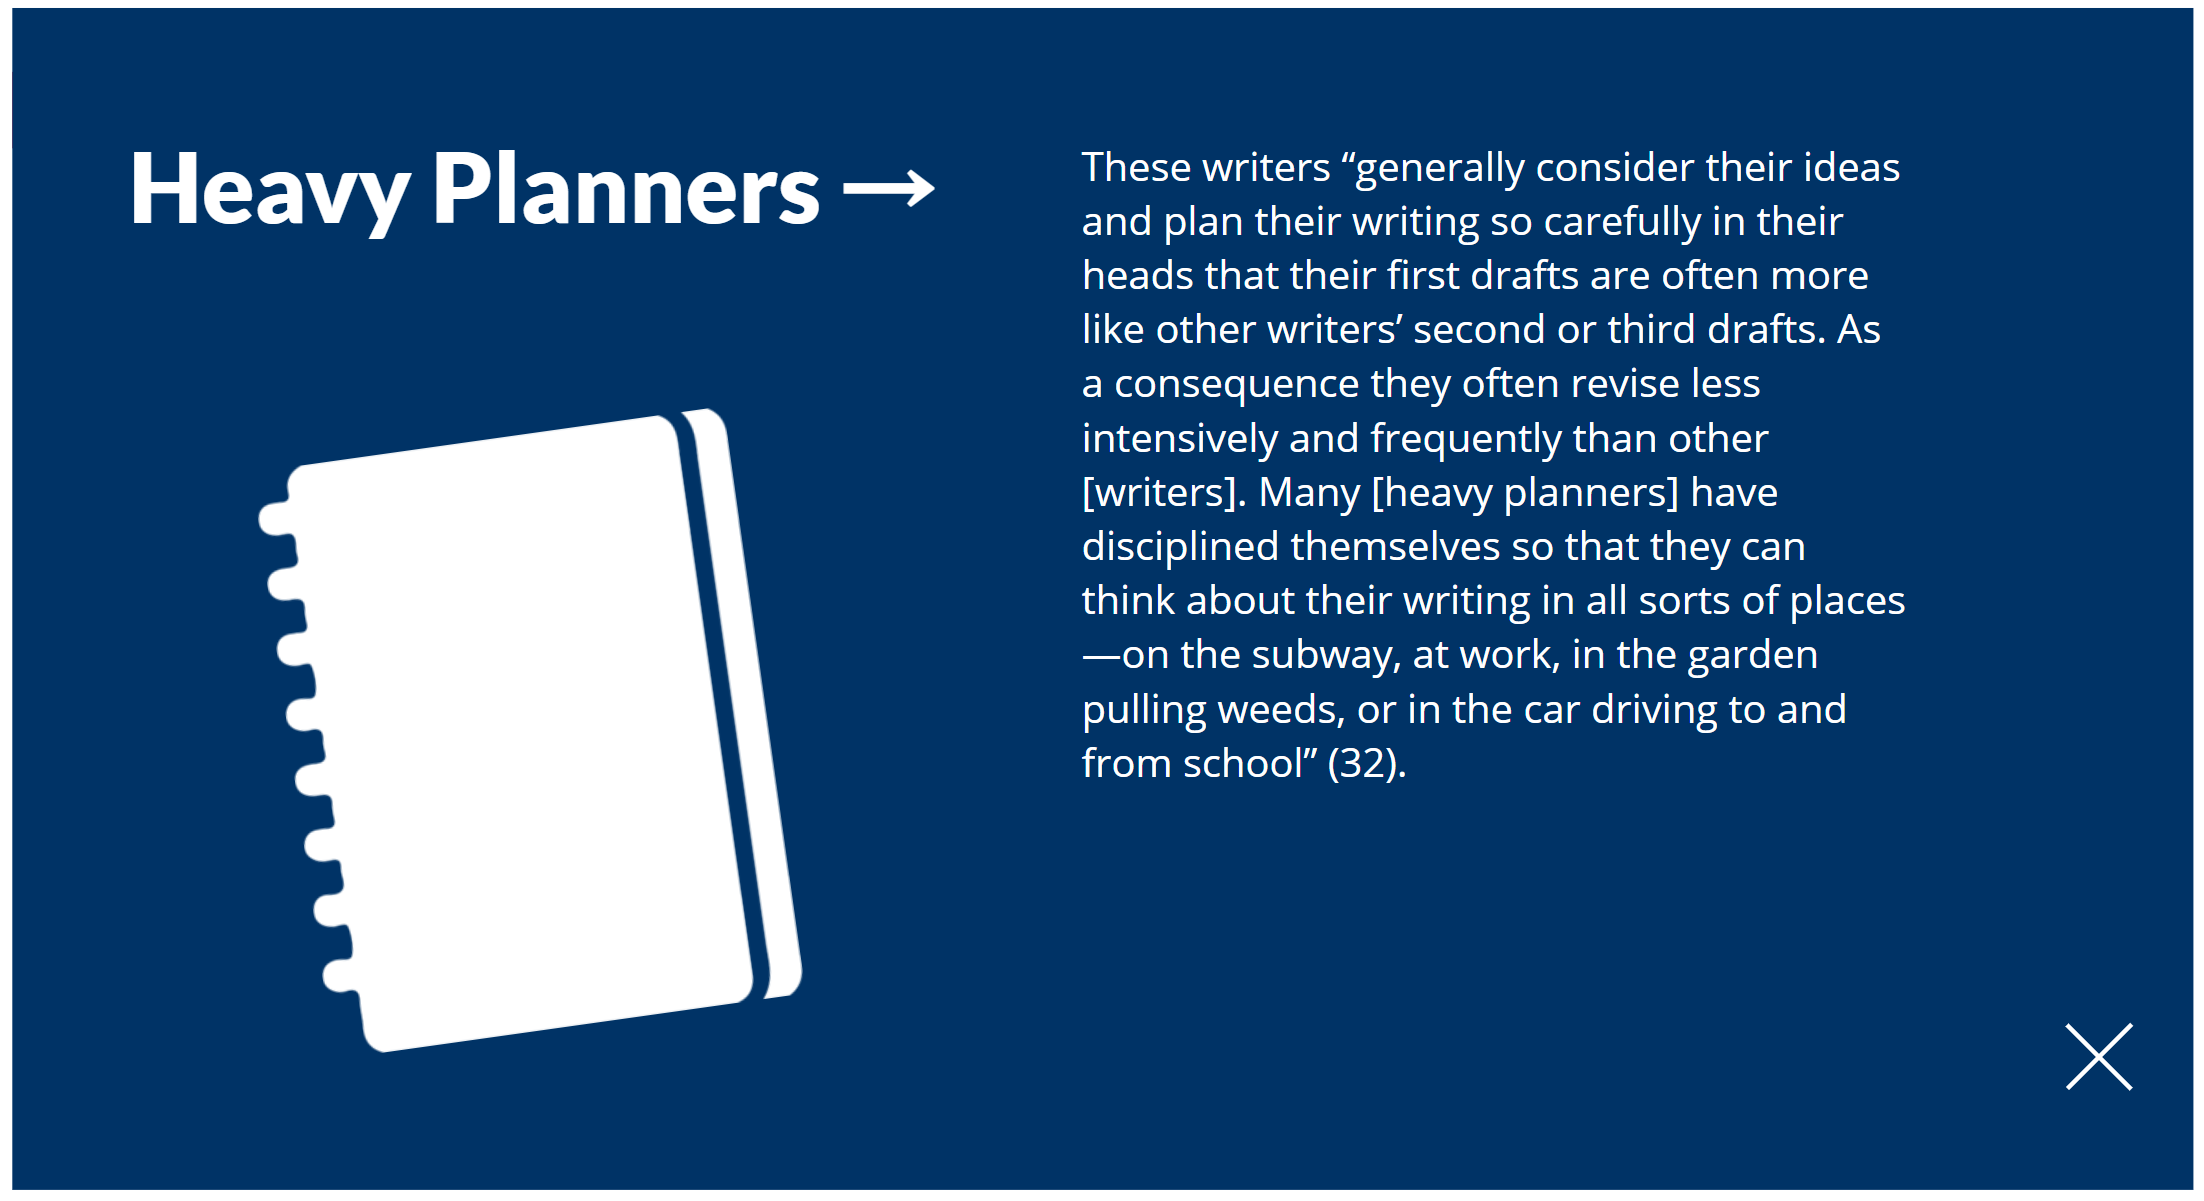 Heavy Planners →
These writers “generally consider their ideas
and plan their writing so carefully in their
heads that their first drafts are often more
like other writers’ second or third drafts. As
a consequence they often revise less
intensively and frequently than other
[writers]. Many [heavy planners] have
disciplined themselves so that they can
think about their writing in all sorts of places
—on the subway, at work, in the garden
pulling weeds, or in the car driving to and
from school” (32).